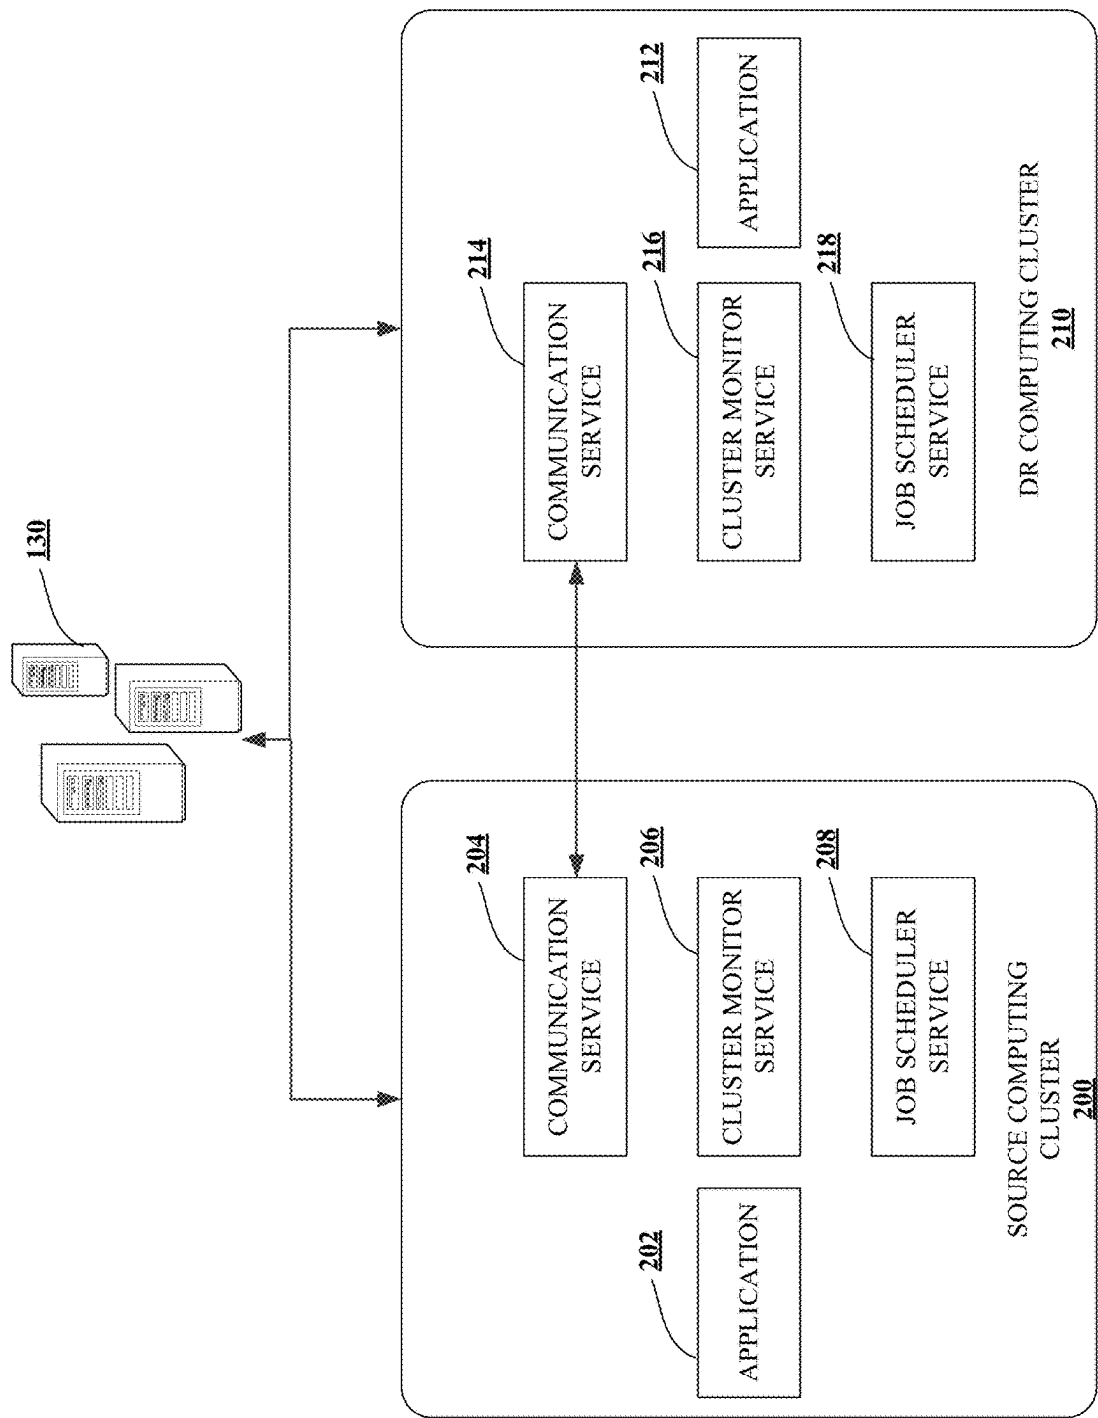 130
204
COMMUNICATION
SERVICE
202
APPLICATION
206
CLUSTER MONITOR
SERVICE
208
JOB SCHEDULER
SERVICE
SOURCE COMPUTING
CLUSTER
200
214
COMMUNICATION
SERVICE
216
CLUSTER MONITOR
SERVICE
212
APPLICATION
218
JOB SCHEDULER
SERVICE
DR COMPUTING CLUSTER
210